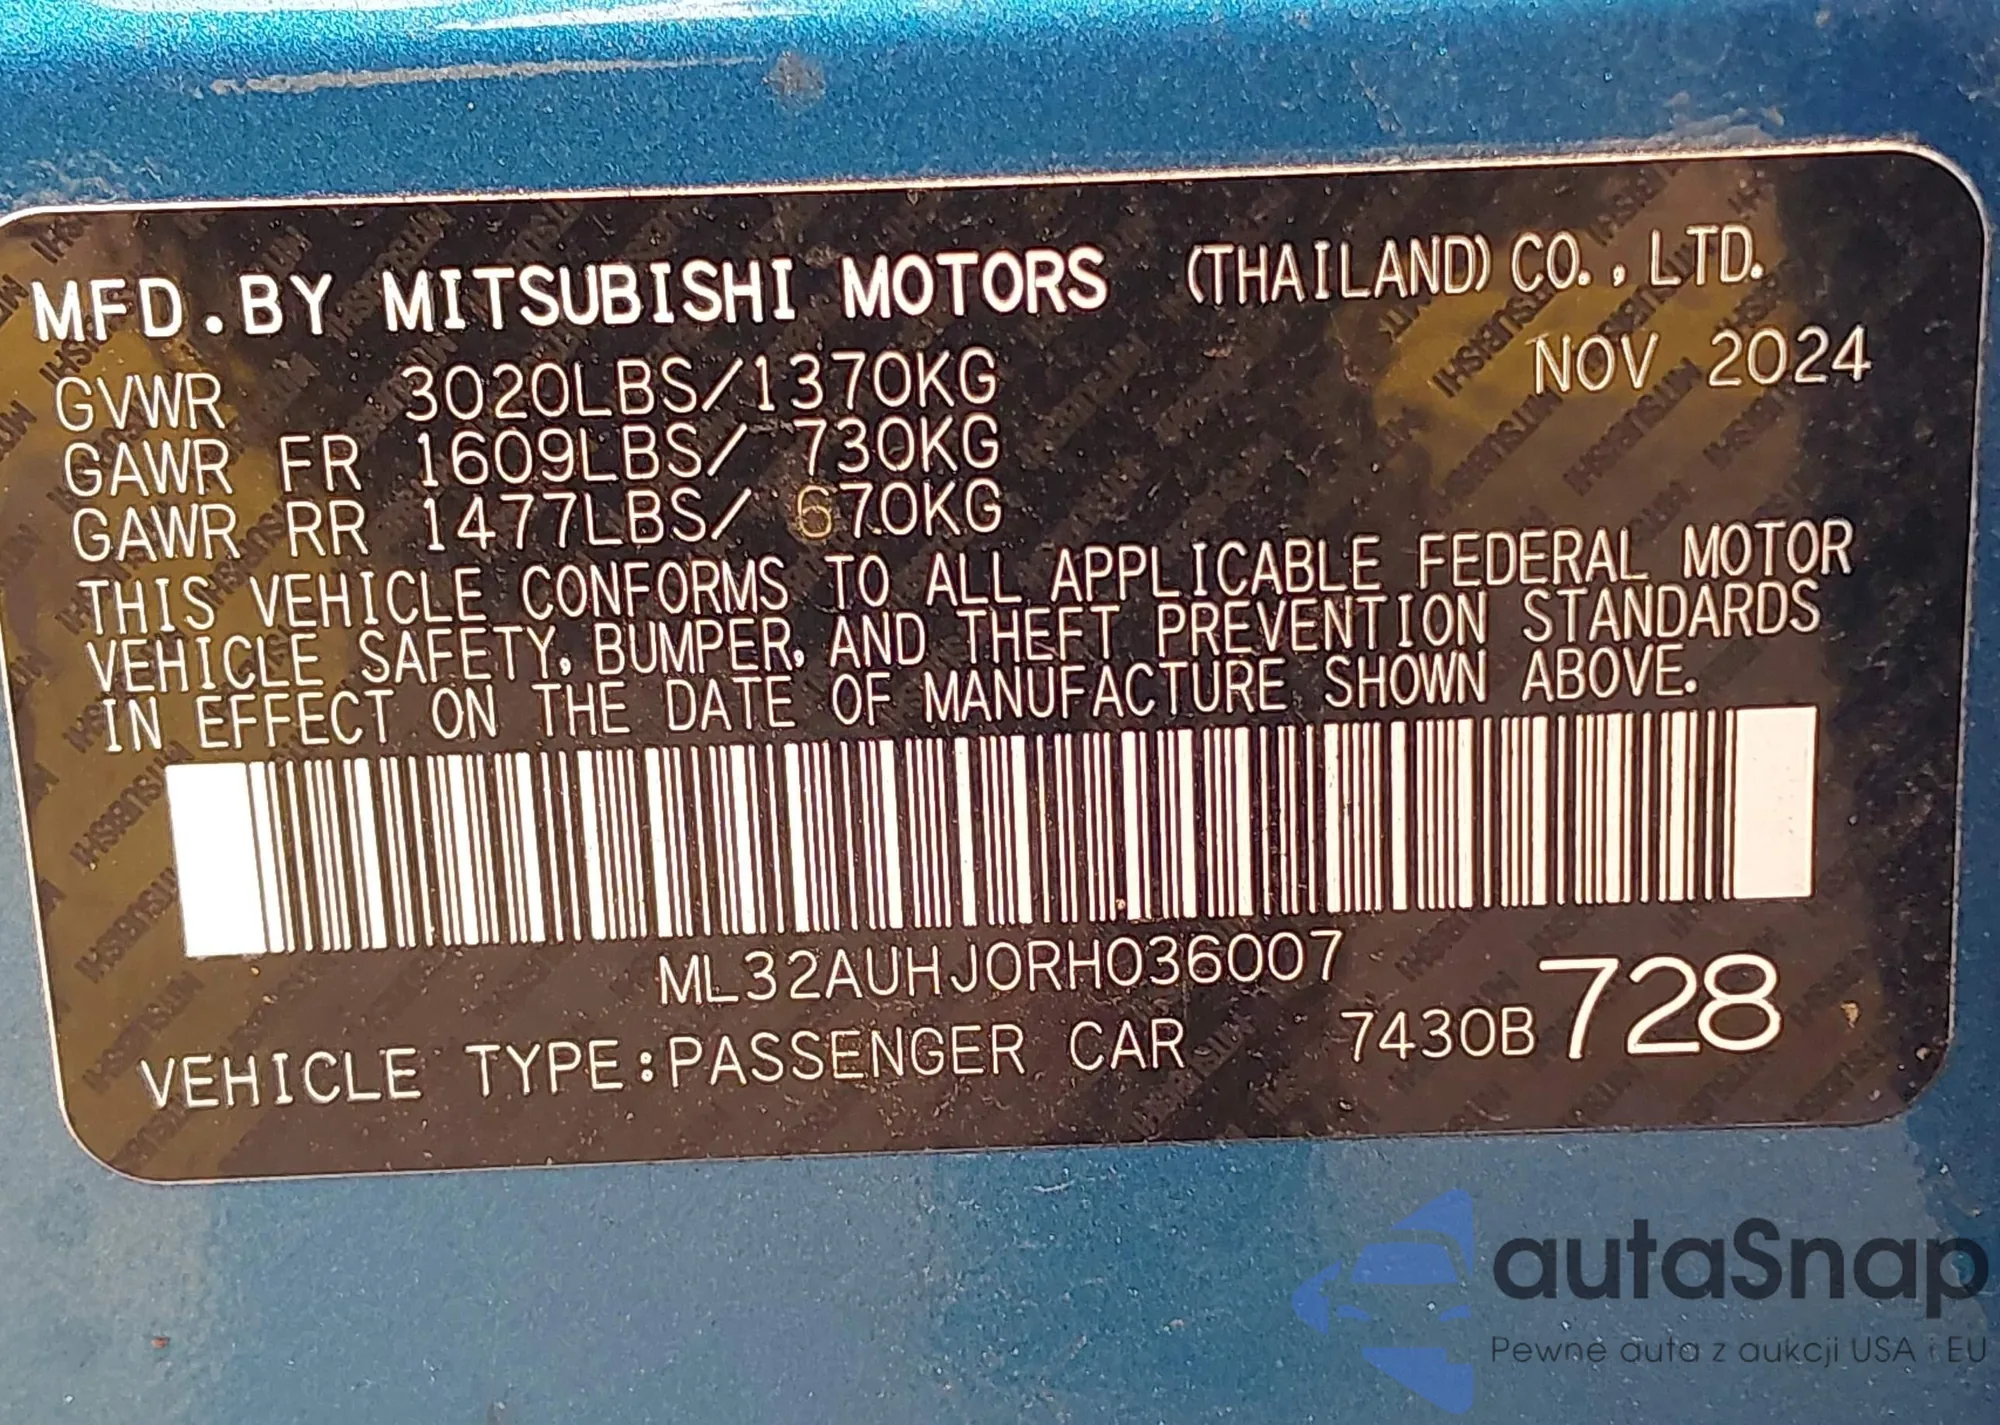 MFD.BY MITSUBISHI MOTORS (THAILAND) CO., LTD.
NOV 2024
GVWR 3020LBS/1370KG
GAWR FR 1609LBS/ 730KG
GAWR RR 1477LBS/ 670KG
THIS VEHICLE CONFORMS TO ALL APPLICABLE FEDERAL MOTOR
VEHICLE SAFETY, BUMPER, AND THEFT PREVENTION STANDARDS
IN EFFECT ON THE DATE OF MANUFACTURE SHOWN ABOVE.
ML32AUHJ0RH036007
VEHICLE TYPE:PASSENGER CAR 7430B 728
autaSnap
Pewne auta z aukcji USA i EU